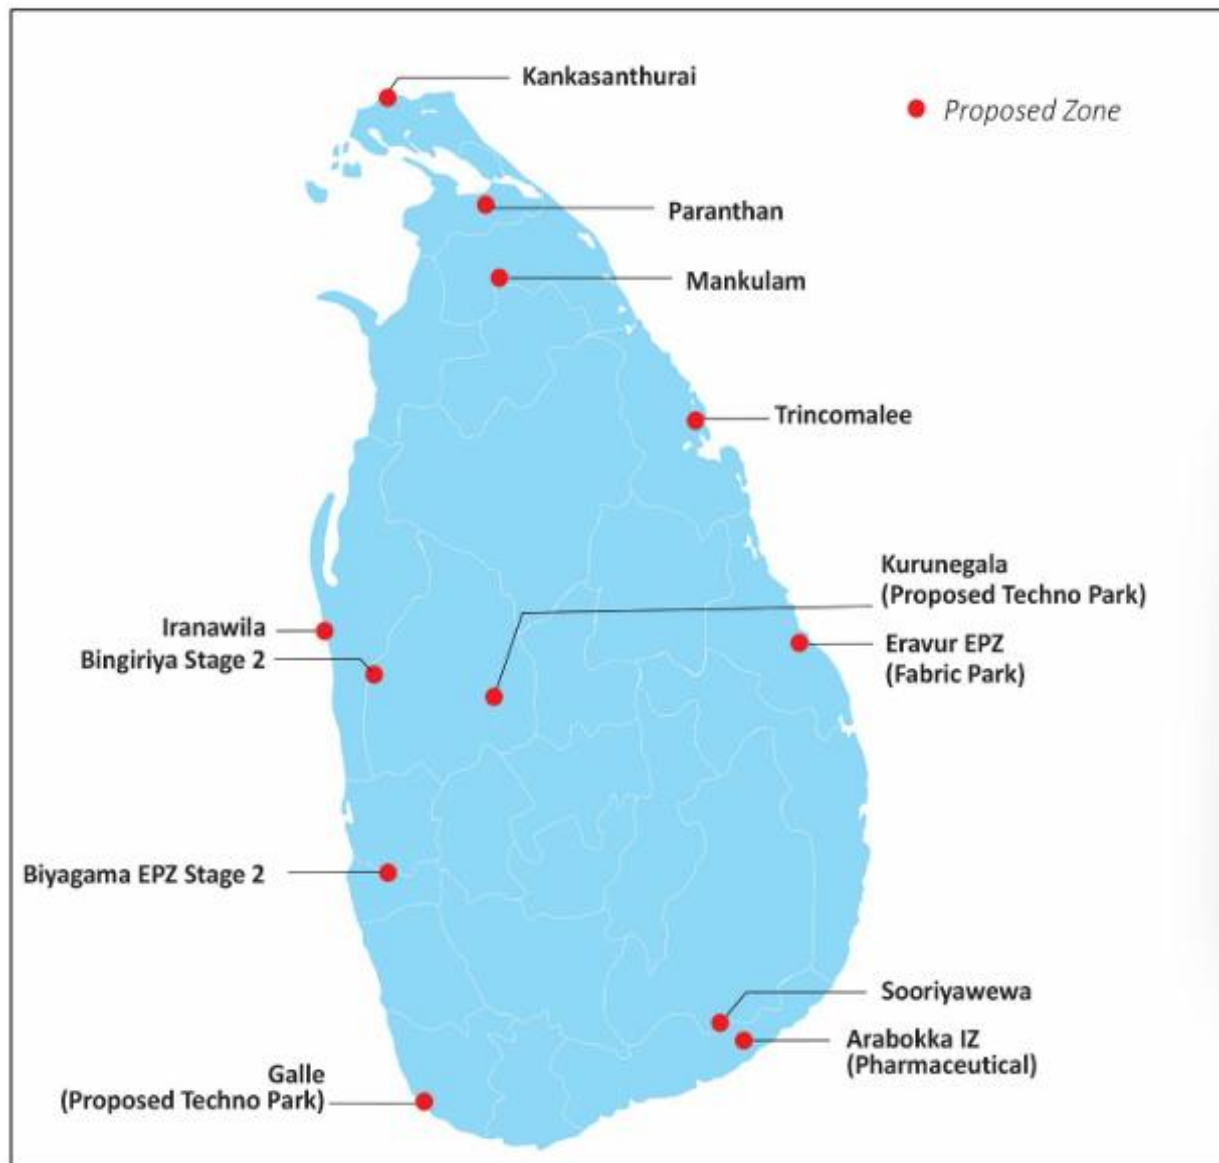 Kankasanthurai
Proposed Zone
Paranthan
Mankulam
Trincomalee
Kurunegala
(Proposed Techno Park)
Iranawila
Bingiriya Stage 2
Eravur EPZ
(Fabric Park)
Biyagama EPZ Stage 2
Sooriyawewa
Arabokka IZ
(Pharmaceutical)
Galle
(Proposed Techno Park)